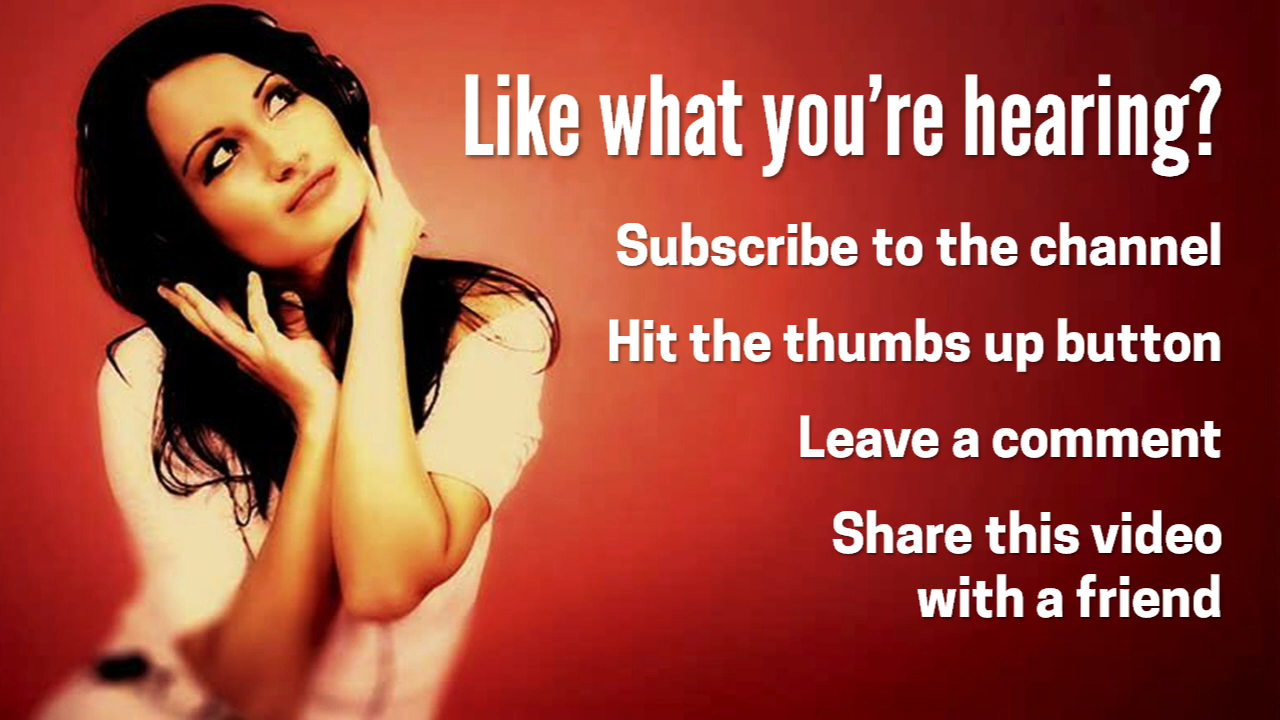 Like what you’re hearing?
Subscribe to the channel
Hit the thumbs up button
Leave a comment
Share this video
with a friend